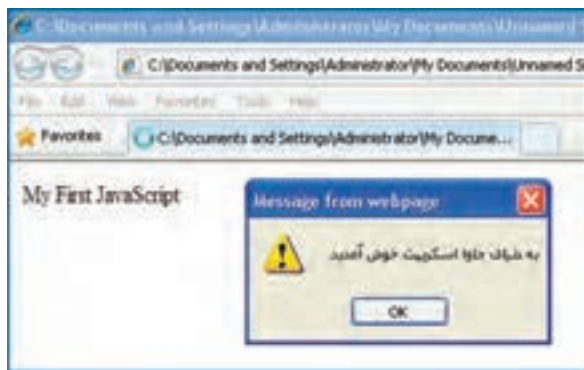 C:\Documents and Settings\Administrator\My Documents\Unnamed
C:\Documents and Settings\Administrator\My Documents\Unnamed S
File Edit View Favorites Tools Help
Favorites C:\Documents and Settings\Administrator\My Docume...
My First JavaScript
Message from webpage
به دنیای جاوا اسکریپت خوش آمدید
OK